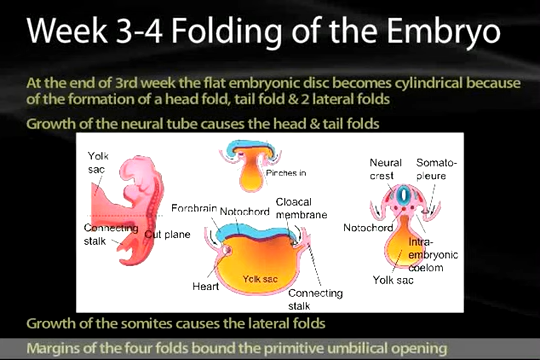 Week 3-4 Folding of the Embryo
At the end of 3rd week the flat embryonic disc becomes cylindrical because
of the formation of a head fold, tail fold & 2 lateral folds
Growth of the neural tube causes the head & tail folds
Yolk
sac
Connecting
stalk
Cut plane
Pinches in
Forobrain
Notochord
Cloacal
membrane
Heart
Yolk sac
Connecting
stalk
Neural
crest
Somato-
pleure
Notochord
Intra-
embryonic
coelom
Yolk sac
Growth of the somites causes the lateral folds
Margins of the four folds bound the primitive umbilical opening